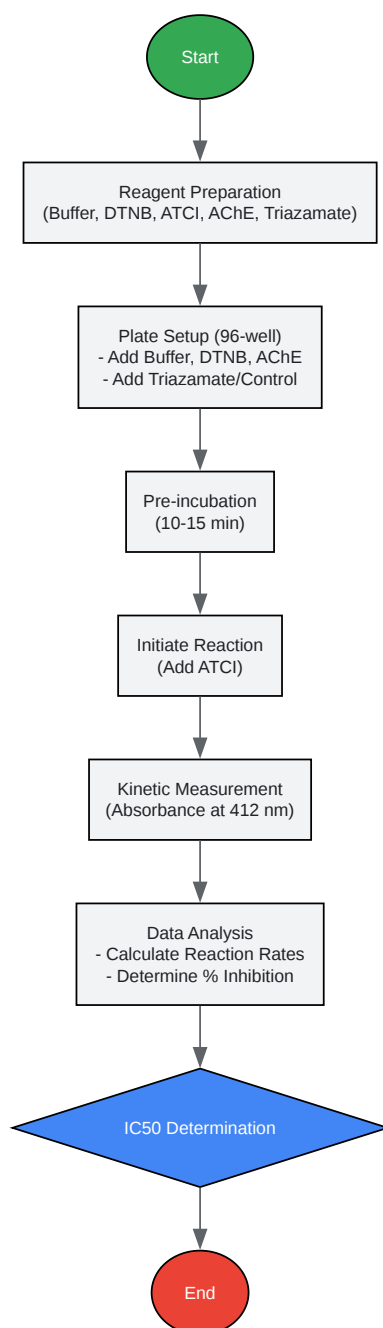 Start
Reagent Preparation
(Buffer, DTNB, ATCI, AChE, Triazamate)
Plate Setup (96-well)
- Add Buffer, DTNB, AChE
- Add Triazamate/Control
Pre-incubation
(10-15 min)
Initiate Reaction
(Add ATCI)
Kinetic Measurement
(Absorbance at 412 nm)
Data Analysis
- Calculate Reaction Rates
- Determine % Inhibition
IC50 Determination
End